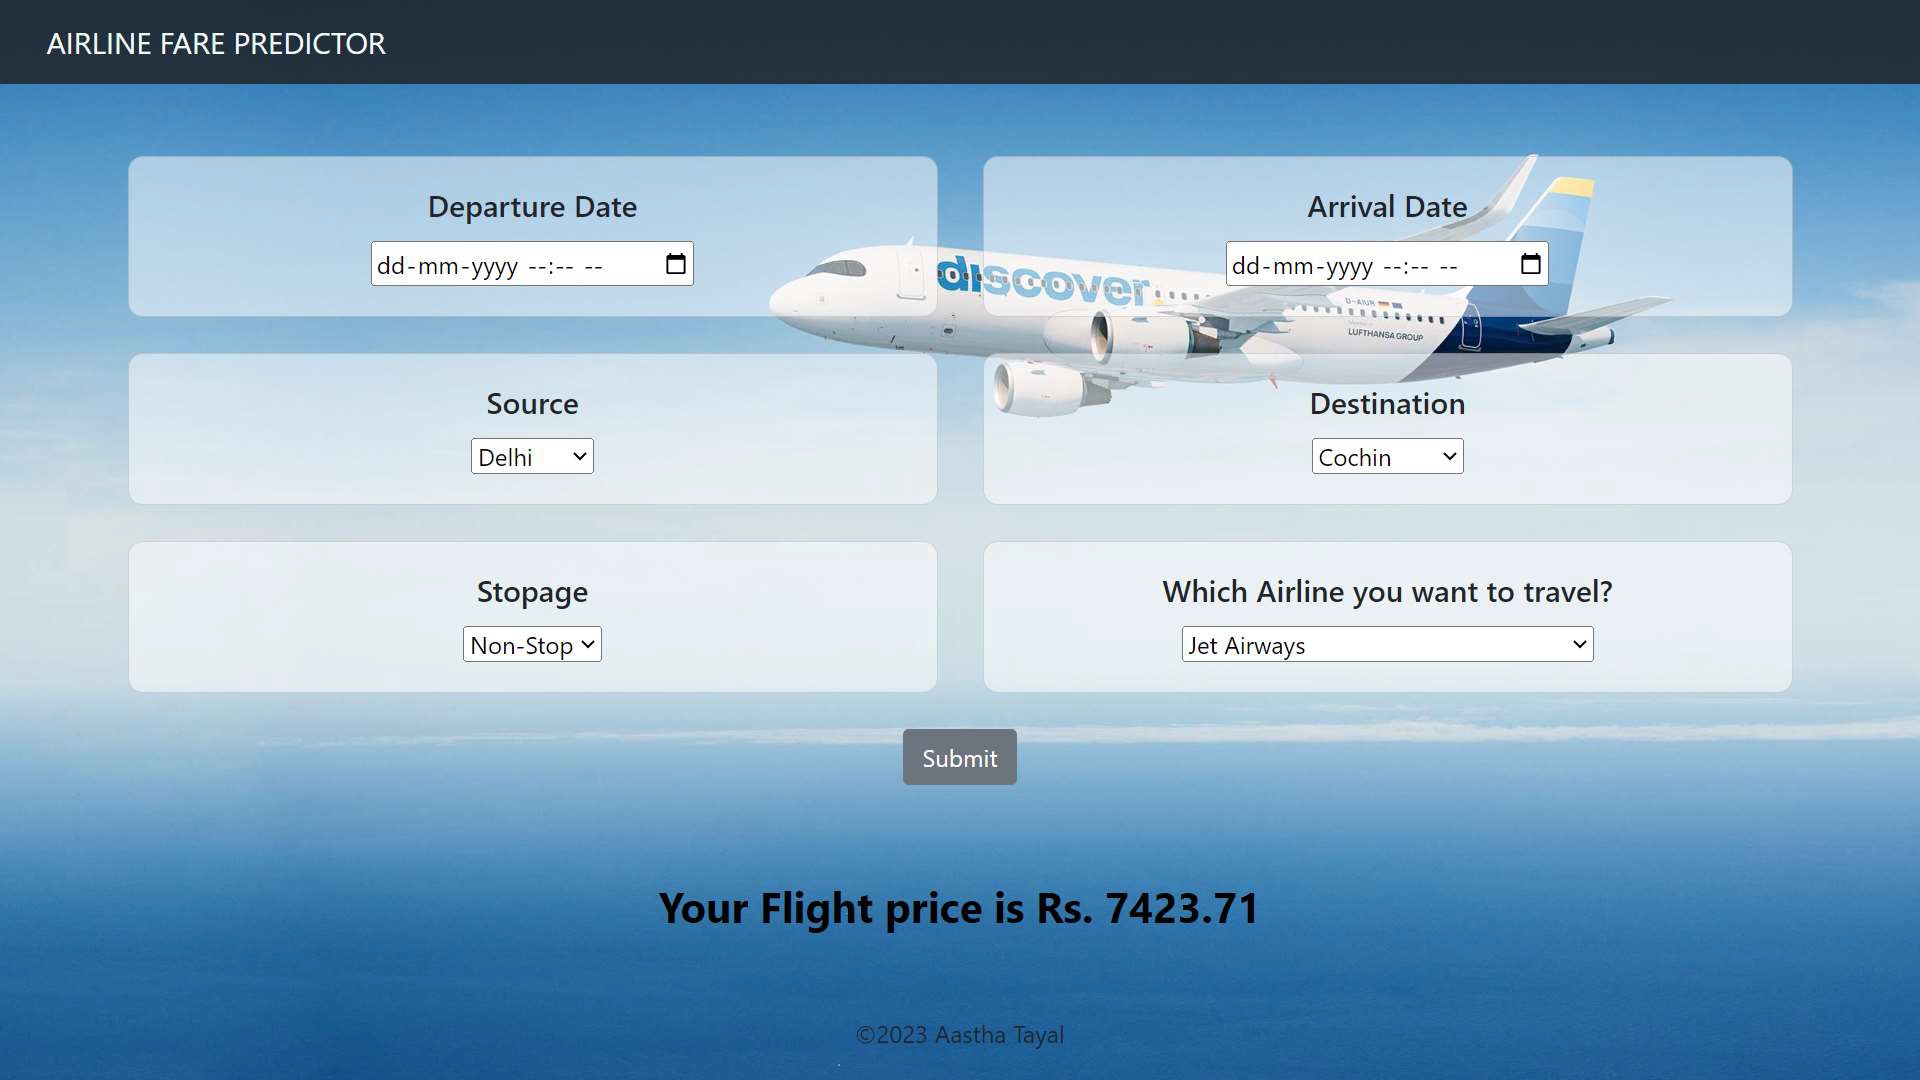 AIRLINE FARE PREDICTOR
Departure Date
dd-mm-yyyy --:-- --
Arrival Date
dd-mm-yyyy --:-- --
discover
D-AIUR
LUFTHANSA GROUP
Source
Delhi
Destination
Cochin
Stopage
Non-Stop
Which Airline you want to travel?
Jet Airways
Submit
Your Flight price is Rs. 7423.71
©2023 Aastha Tayal